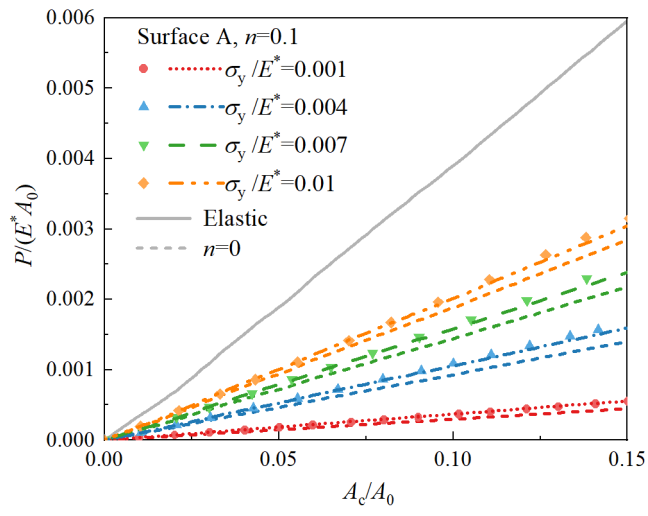 0.006
0.005
0.004
0.003
0.002
0.001
0.000
P/(E*A0)
Surface A, n=0.1
σy/E*=0.001
σy/E*=0.004
σy/E*=0.007
σy/E*=0.01
Elastic
n=0
0.00
0.05
0.10
0.15
Ac/A0